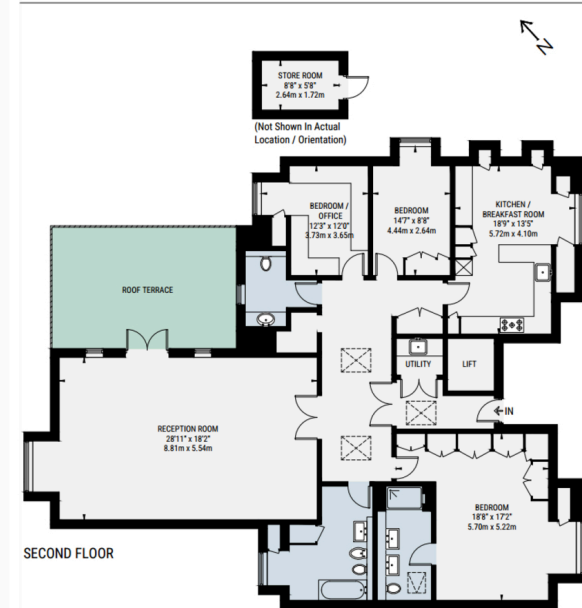 N
STORE ROOM
8'8" x 5'8"
2.64m x 1.72m
(Not Shown In Actual
Location / Orientation)
BEDROOM /
OFFICE
12'3" x 12'0"
3.73m x 3.65m
BEDROOM
14'7" x 8'8"
4.44m x 2.64m
KITCHEN /
BREAKFAST ROOM
18'9" x 13'5"
5.72m x 4.10m
ROOF TERRACE
UTILITY
LIFT
IN
RECEPTION ROOM
28'11" x 18'2"
8.81m x 5.54m
BEDROOM
18'8" x 17'2"
5.70m x 5.22m
SECOND FLOOR